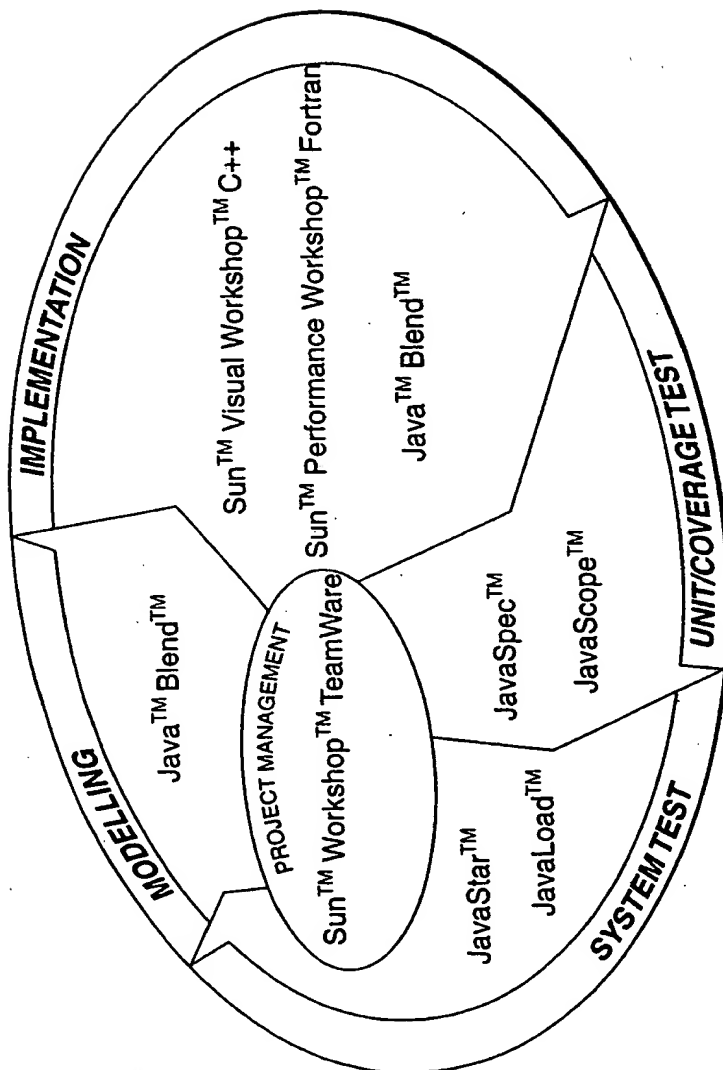 MODELLING
Java™ Blend™
IMPLEMENTATION
Sun™ Visual Workshop™ C++
Sun™ Performance Workshop™ Fortran
Java™ Blend™
PROJECT MANAGEMENT
Sun™ Workshop™ TeamWare
UNIT/COVERAGE TEST
JavaSpec™
JavaScope™
SYSTEM TEST
JavaStar™
JavaLoad™